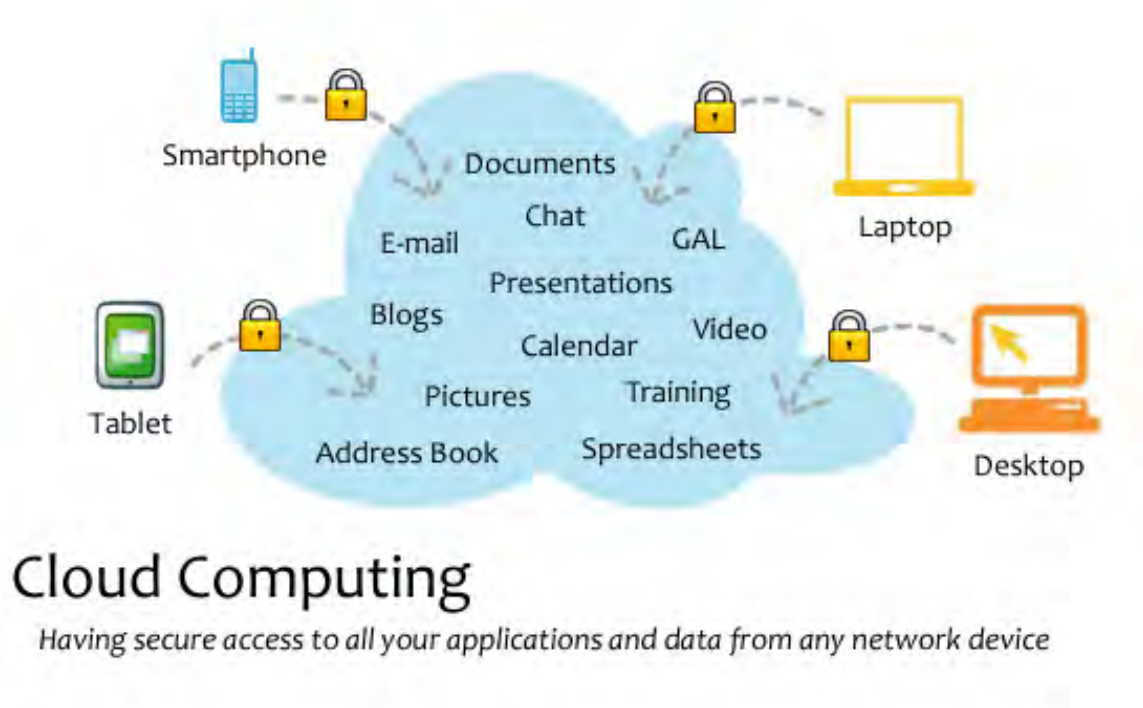 Smartphone
Documents
Chat
E-mail
GAL
Laptop
Presentations
Blogs
Video
Calendar
Tablet
Pictures
Training
Address Book
Spreadsheets
Desktop
Cloud Computing
Having secure access to all your applications and data from any network device